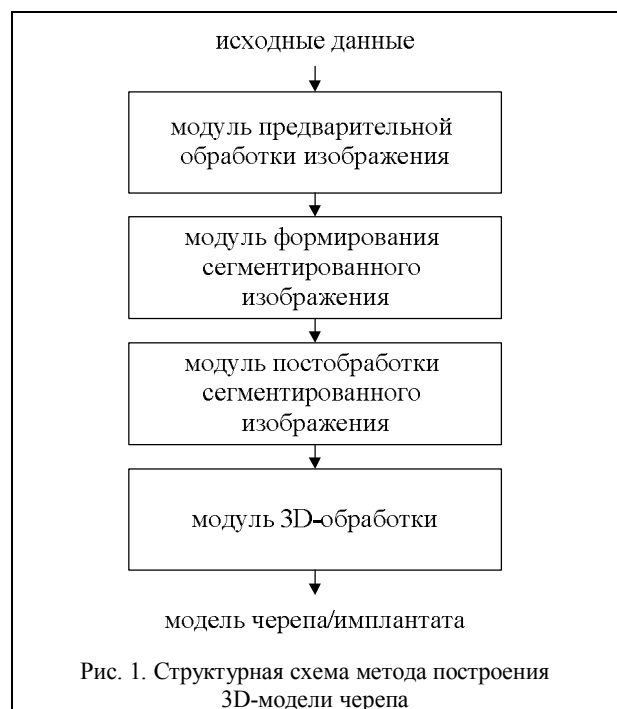 исходные данные
модуль предварительной
обработки изображения
модуль формирования
сегментированного
изображения
модуль постобработки
сегментированного
изображения
модуль 3D-обработки
модель черепа/имплантата
Рис. 1. Структурная схема метода построения
3D-модели черепа